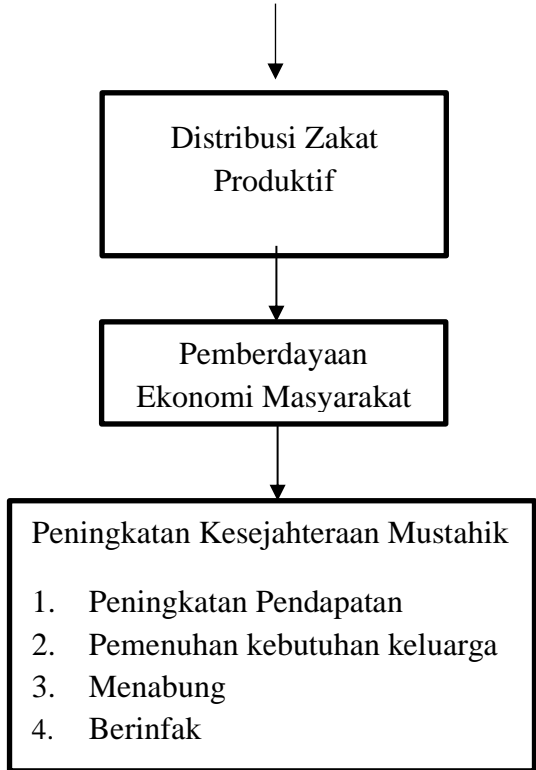 Distribusi Zakat
Produktif
Pemberdayaan
Ekonomi Masyarakat
Peningkatan Kesejahteraan Mustahik
1. Peningkatan Pendapatan
2. Pemenuhan kebutuhan keluarga
3. Menabung
4. Berinfak